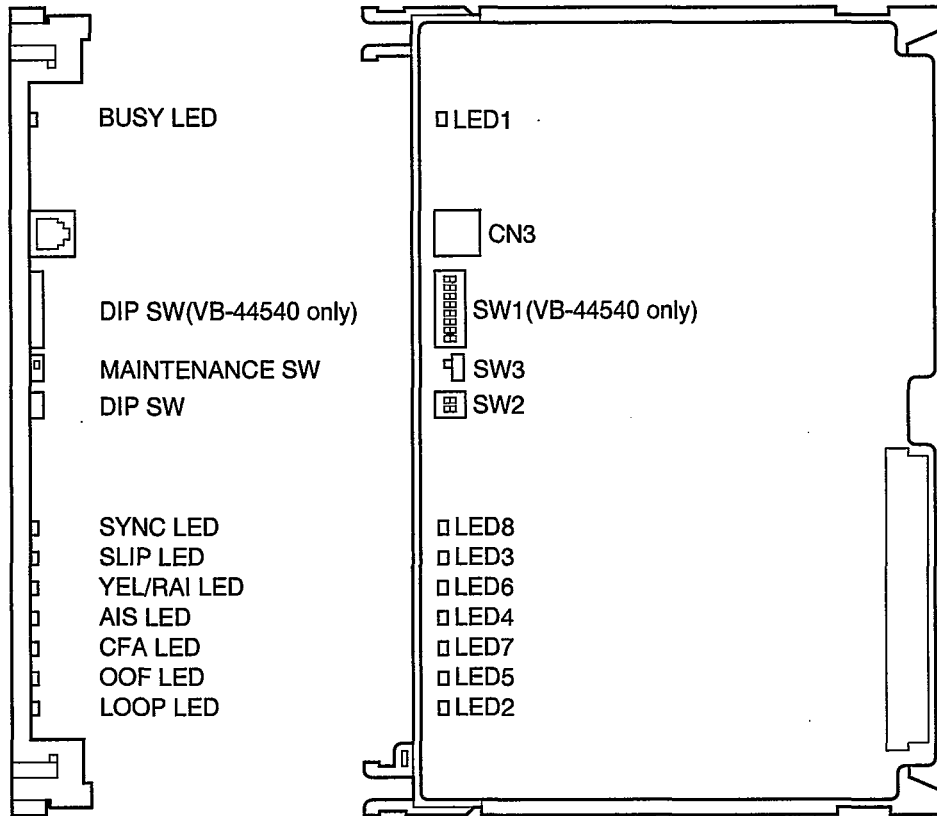 BUSY LED
LED1
CN3
DIP SW(VB-44540 only)
SW1(VB-44540 only)
MAINTENANCE SW
SW3
DIP SW
SW2
SYNC LED
LED8
SLIP LED
LED3
YEL/RAI LED
LED6
AIS LED
LED4
CFA LED
LED7
OOF LED
LED5
LOOP LED
LED2